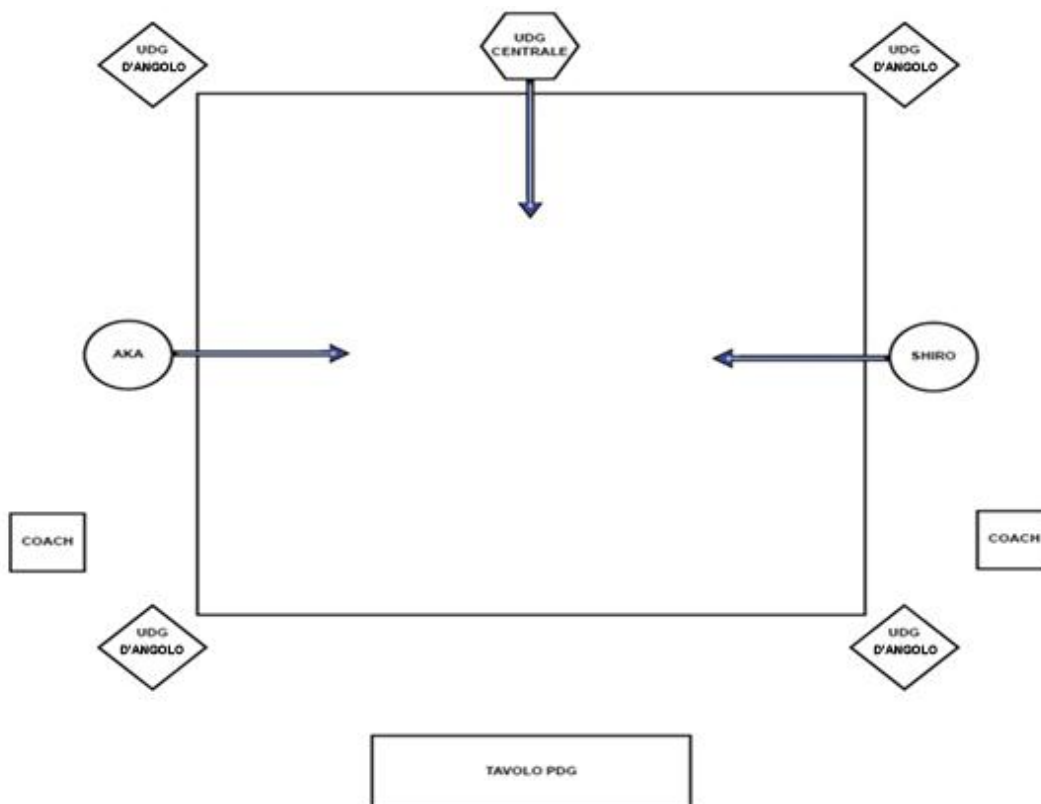 UDG
D'ANGOLO
UDG
CENTRALE
UDG
D'ANGOLO
AKA
SHIRO
COACH
COACH
UDG
D'ANGOLO
UDG
D'ANGOLO
TAVOLO PDG